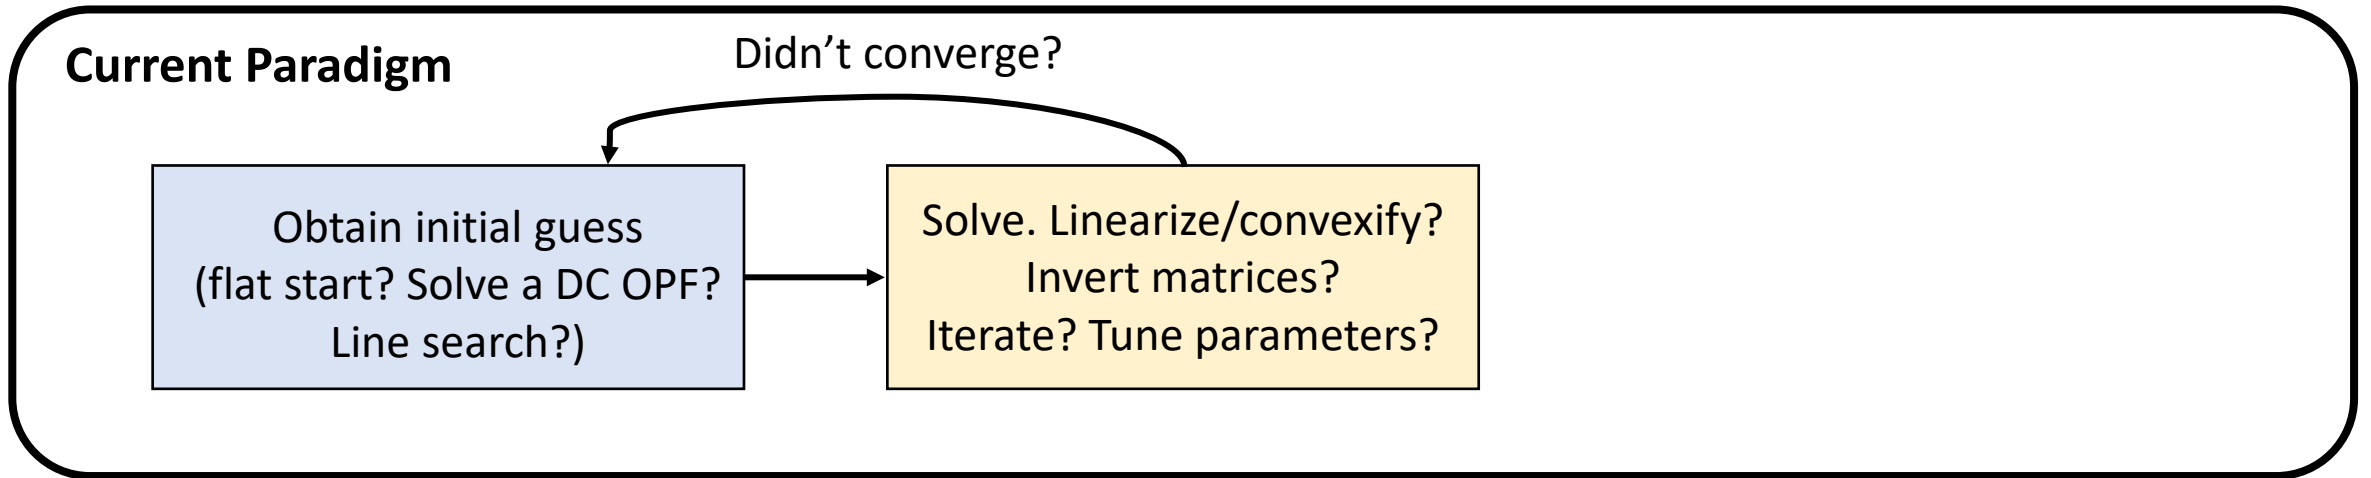 Current Paradigm
Didn’t converge?
Obtain initial guess
(flat start? Solve a DC OPF?
Line search?)
Solve. Linearize/convexify?
Invert matrices?
Iterate? Tune parameters?